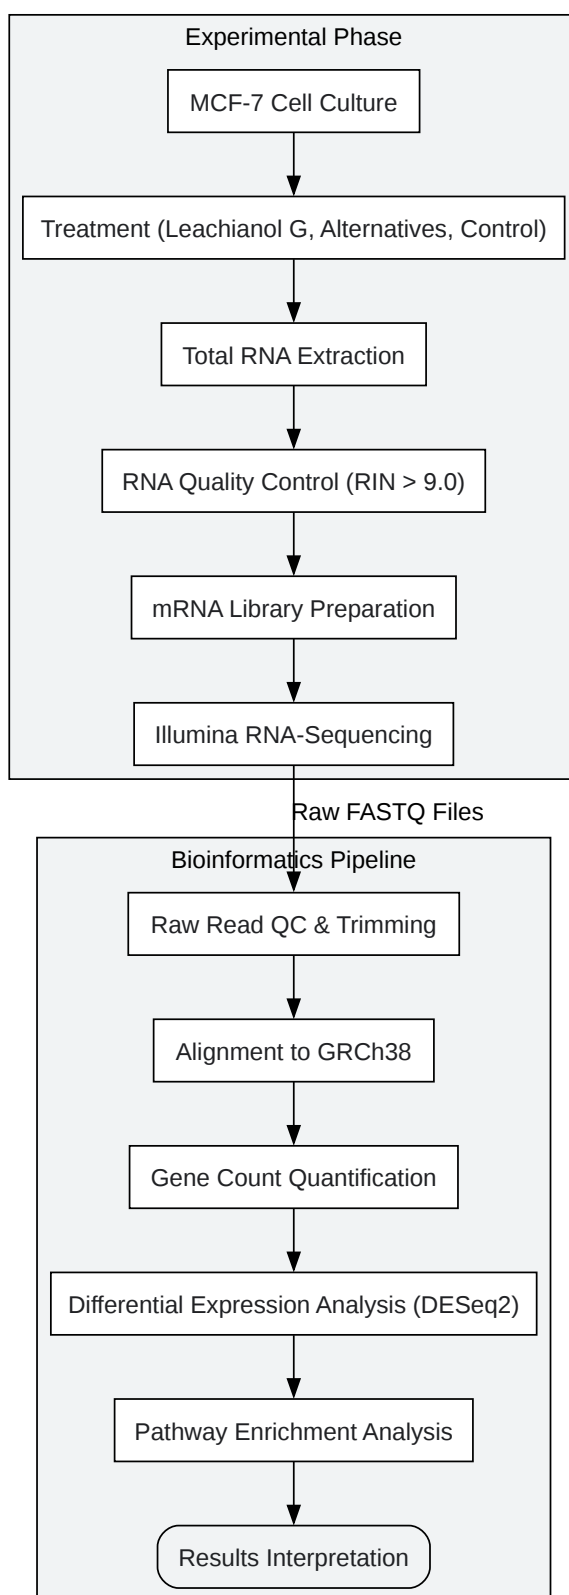 Experimental Phase
MCF-7 Cell Culture
Treatment (Leachianol G, Alternatives, Control)
Total RNA Extraction
RNA Quality Control (RIN > 9.0)
mRNA Library Preparation
Illumina RNA-Sequencing
Raw FASTQ Files
Bioinformatics Pipeline
Raw Read QC & Trimming
Alignment to GRCh38
Gene Count Quantification
Differential Expression Analysis (DESeq2)
Pathway Enrichment Analysis
Results Interpretation